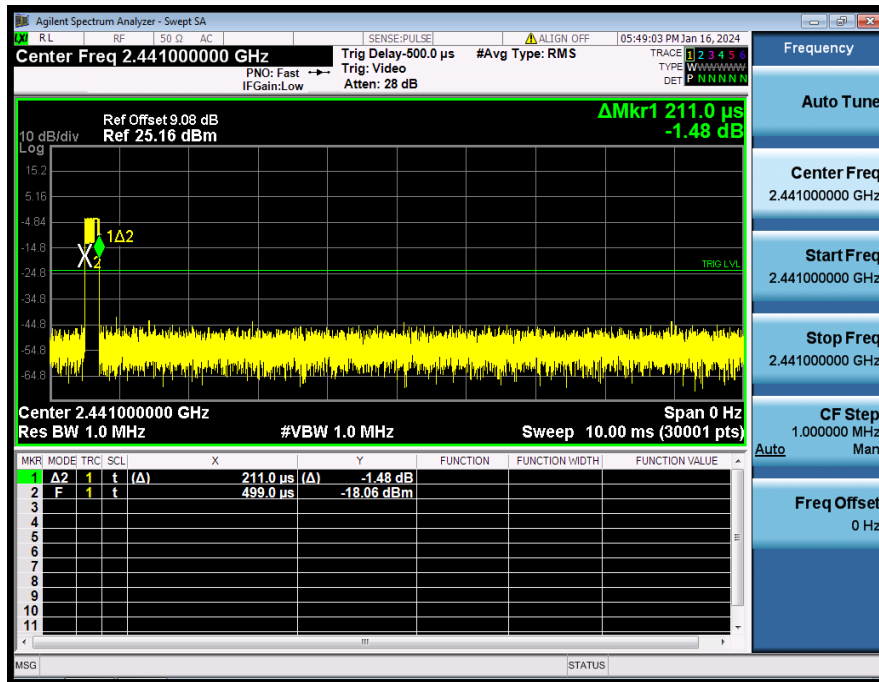 Agilent Spectrum Analyzer - Swept SA
LXI RL RF 50 Ω AC SENSE:PULSE ALIGN OFF 05:49:03 PM Jan 16, 2024
Center Freq 2.441000000 GHz Trig Delay-500.0 µs #Avg Type: RMS TRACE 1 2 3 4 5 6
PNO: Fast Trig: Video TYPE WWWWWW
IFGain:Low Atten: 28 dB DET P N N N N N
ΔMkr1 211.0 µs
-1.48 dB
Ref Offset 9.08 dB
10 dB/div Ref 25.16 dBm
Log
15.2
5.16
-4.84
1Δ2
-14.8
2
TRIG LVL
-24.8
-34.8
-44.8
-54.8
-64.8
Center 2.441000000 GHz Span 0 Hz
Res BW 1.0 MHz #VBW 1.0 MHz Sweep 10.00 ms (30001 pts)
MKR MODE TRC SCL X Y FUNCTION FUNCTION WIDTH FUNCTION VALUE
1 Δ2 1 t (Δ) 211.0 µs (Δ) -1.48 dB
2 F 1 t 499.0 µs -18.06 dBm
3
4
5
6
7
8
9
10
11
MSG STATUS
Frequency
Auto Tune
Center Freq
2.441000000 GHz
Start Freq
2.441000000 GHz
Stop Freq
2.441000000 GHz
CF Step
1.000000 MHz
Auto Man
Freq Offset
0 Hz